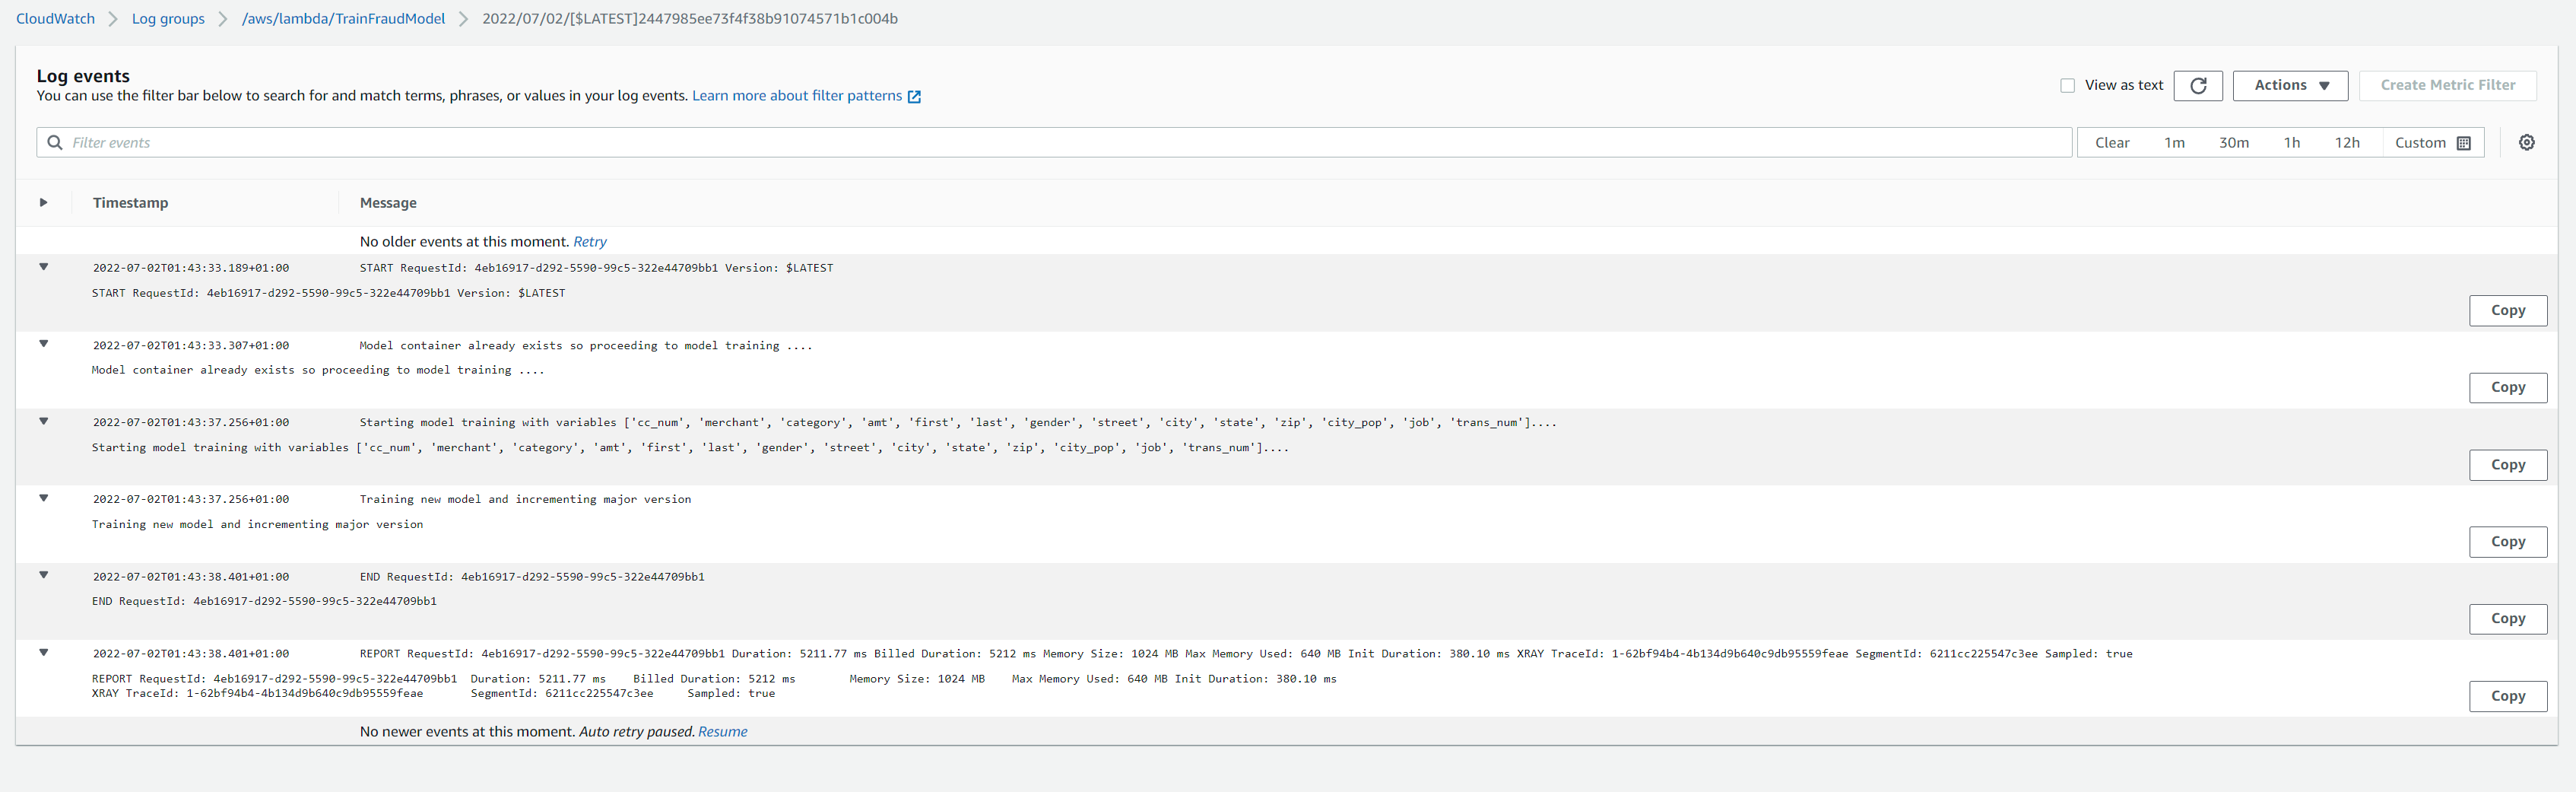 CloudWatch > Log groups > /aws/lambda/TrainFraudModel > 2022/07/02/[$LATEST]2447985ee73f4f38b91074571b1c004b
Log events
You can use the filter bar below to search for and match terms, phrases, or values in your log events. Learn more about filter patterns
View as text
Actions
Create Metric Filter
Filter events
Clear 1m 30m 1h 12h Custom
Timestamp Message
No older events at this moment. Retry
2022-07-02T01:43:33.189+01:00 START RequestId: 4eb16917-d292-5590-99c5-322e44709bb1 Version: $LATEST
START RequestId: 4eb16917-d292-5590-99c5-322e44709bb1 Version: $LATEST
Copy
2022-07-02T01:43:33.307+01:00 Model container already exists so proceeding to model training ....
Model container already exists so proceeding to model training ....
Copy
2022-07-02T01:43:37.256+01:00 Starting model training with variables ['cc_num', 'merchant', 'category', 'amt', 'first', 'last', 'gender', 'street', 'city', 'state', 'zip', 'city_pop', 'job', 'trans_num']....
Starting model training with variables ['cc_num', 'merchant', 'category', 'amt', 'first', 'last', 'gender', 'street', 'city', 'state', 'zip', 'city_pop', 'job', 'trans_num']....
Copy
2022-07-02T01:43:37.256+01:00 Training new model and incrementing major version
Training new model and incrementing major version
Copy
2022-07-02T01:43:38.401+01:00 END RequestId: 4eb16917-d292-5590-99c5-322e44709bb1
END RequestId: 4eb16917-d292-5590-99c5-322e44709bb1
Copy
2022-07-02T01:43:38.401+01:00 REPORT RequestId: 4eb16917-d292-5590-99c5-322e44709bb1 Duration: 5211.77 ms Billed Duration: 5212 ms Memory Size: 1024 MB Max Memory Used: 640 MB Init Duration: 380.10 ms XRAY TraceId: 1-62bf94b4-4b134d9b640c9db95559feae SegmentId: 6211cc225547c3ee Sampled: true
REPORT RequestId: 4eb16917-d292-5590-99c5-322e44709bb1 Duration: 5211.77 ms Billed Duration: 5212 ms Memory Size: 1024 MB Max Memory Used: 640 MB Init Duration: 380.10 ms
XRAY TraceId: 1-62bf94b4-4b134d9b640c9db95559feae SegmentId: 6211cc225547c3ee Sampled: true
Copy
No newer events at this moment. Auto retry paused. Resume